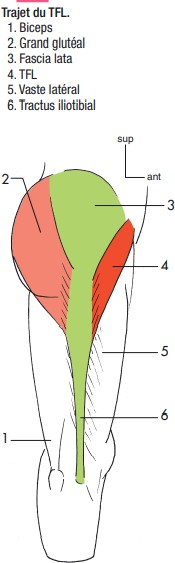 Trajet du TFL.
1. Biceps
2. Grand glutéal
3. Fascia lata
4. TFL
5. Vaste latéral
6. Tractus iliotibial
sup
ant
2
3
4
5
6
1